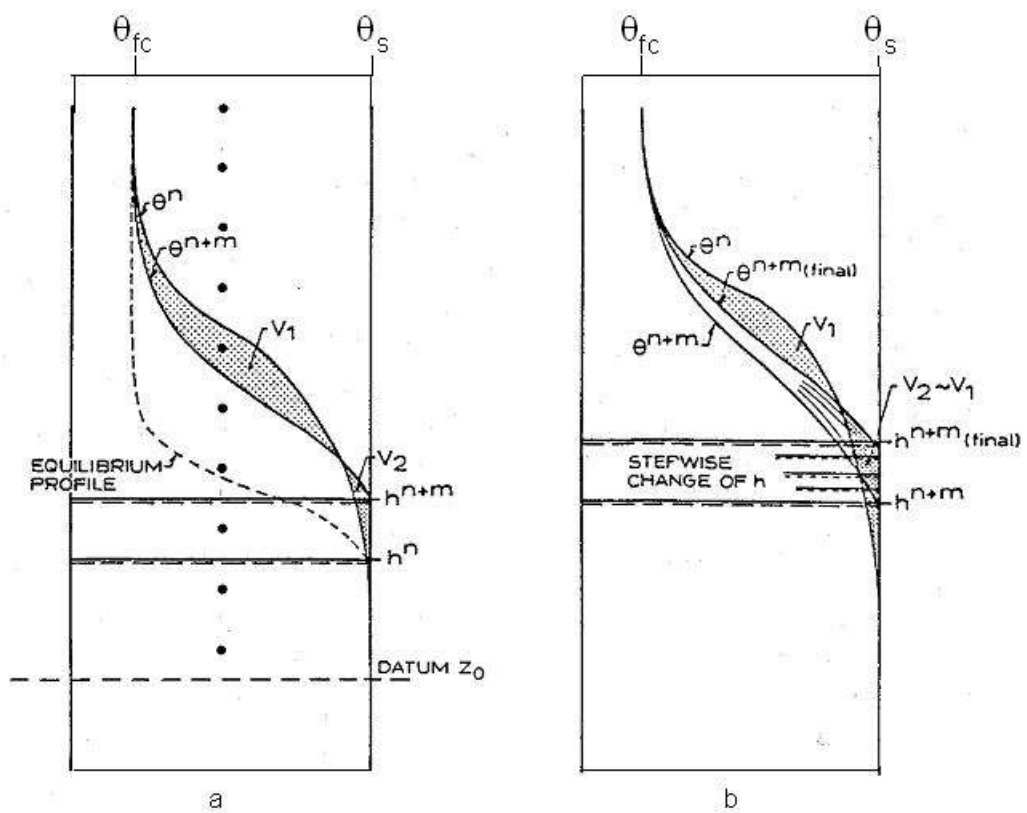 θfc
θs
θⁿ
θⁿ⁺ᵐ
V₁
EQUILIBRIUM-
PROFILE
V₂
hⁿ⁺ᵐ
hⁿ
DATUM Z₀
a
θfc
θs
θⁿ
θⁿ⁺ᵐ(final)
V₁
θⁿ⁺ᵐ
V₂~V₁
hⁿ⁺ᵐ(final)
STEPWISE
CHANGE OF h
hⁿ⁺ᵐ
b